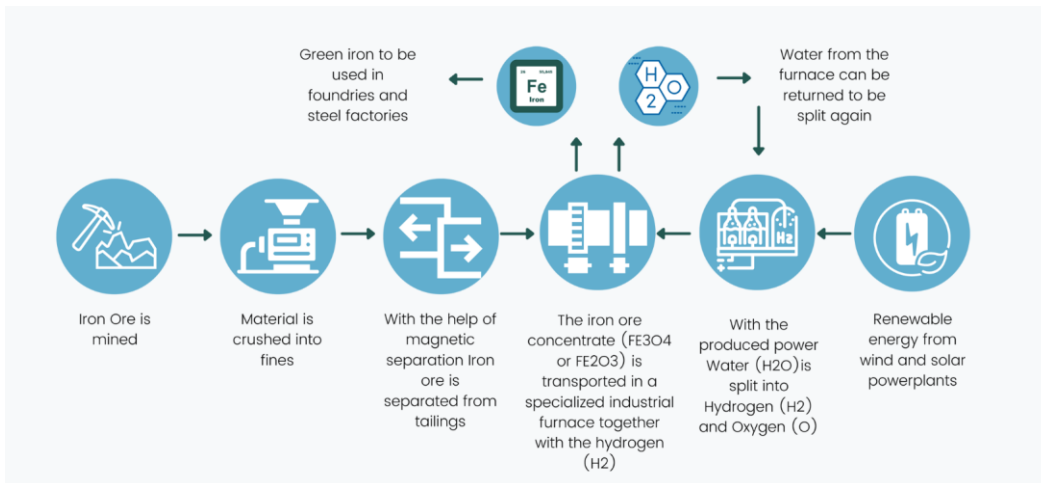 Green iron to be
used in
foundries and
steel factories
Fe
Iron
H
2
O
Water from the
furnace can be
returned to be
split again
H2
Iron Ore is
mined
Material is
crushed into
fines
With the help of
magnetic
separation Iron
ore is
separated from
tailings
The iron ore
concentrate (FE3O4
or FE2O3) is
transported in a
specialized industrial
furnace together
with the hydrogen
(H2)
With the
produced power
Water (H2O)is
split into
Hydrogen (H2)
and Oxygen (O)
Renewable
energy from
wind and solar
powerplants